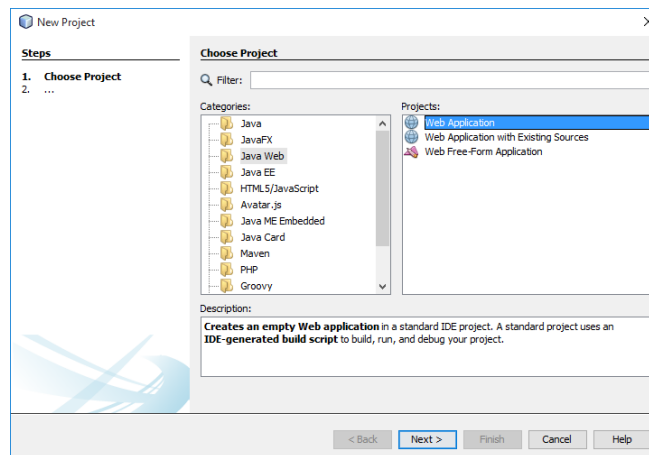 New Project
Steps
1. Choose Project
2. ...
Choose Project
Filter:
Categories:
Java
JavaFX
Java Web
Java EE
HTML5/JavaScript
Avatar.js
Java ME Embedded
Java Card
Maven
PHP
Groovy
Projects:
Web Application
Web Application with Existing Sources
Web Free-Form Application
Description:
Creates an empty Web application in a standard IDE project. A standard project uses an
IDE-generated build script to build, run, and debug your project.
< Back
Next >
Finish
Cancel
Help